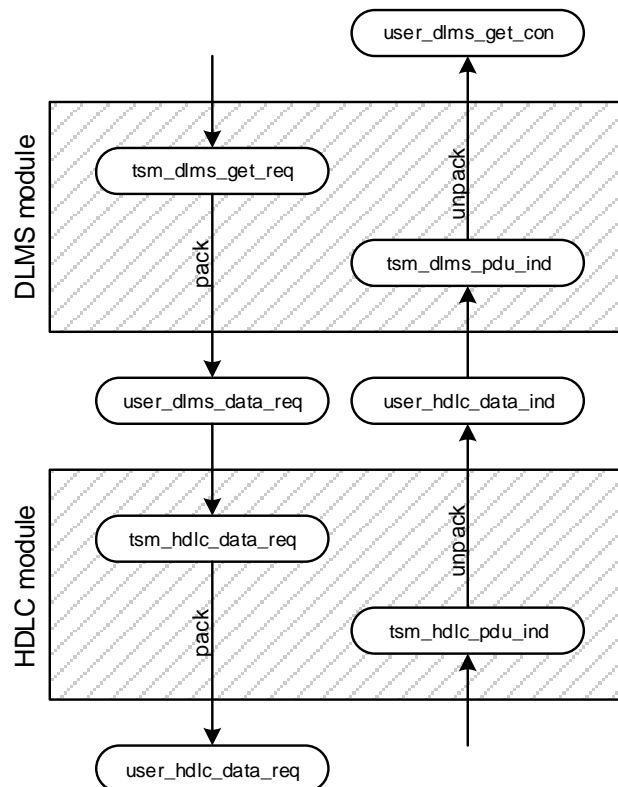 user_dlms_get_con
DLMS module
tsm_dlms_get_req
unpack
pack
tsm_dlms_pdu_ind
user_dlms_data_req
user_hdlc_data_ind
HDLC module
tsm_hdlc_data_req
unpack
pack
tsm_hdlc_pdu_ind
user_hdlc_data_req